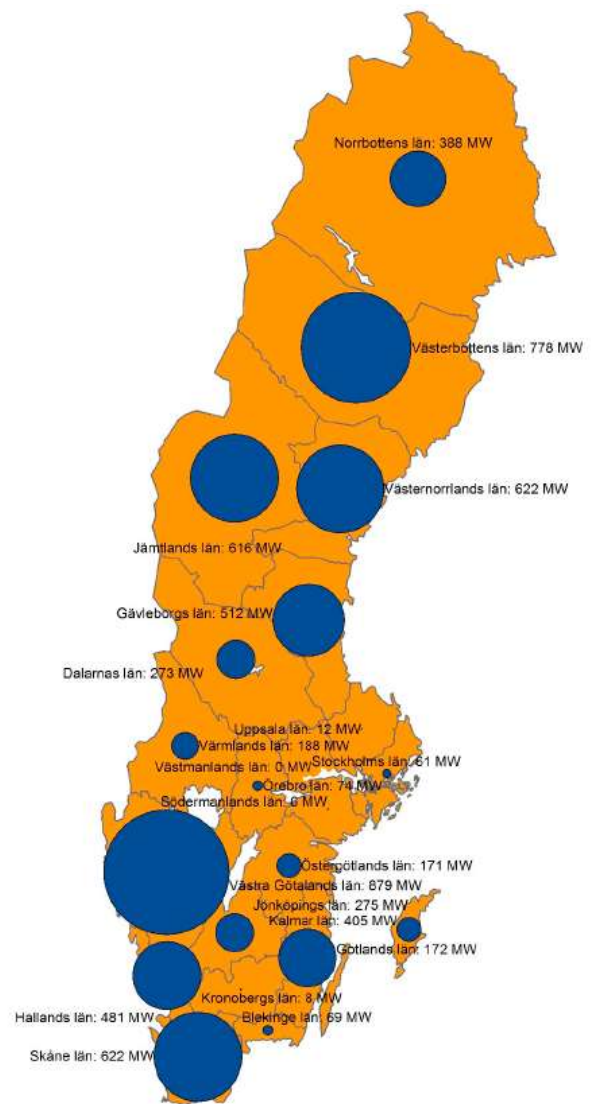 Norrbottens län: 388 MW
Västerbottens län: 778 MW
Västernorrlands län: 622 MW
Jämtlands län: 616 MW
Gävleborgs län: 512 MW
Dalarnas län: 273 MW
Uppsala län: 12 MW
Värmlands län: 188 MW
Stockholms län: 61 MW
Västmanlands län: 0 MW
Örebro län: 74 MW
Södermanlands län: 6 MW
Östergötlands län: 171 MW
Västra Götalands län: 879 MW
Jönköpings län: 275 MW
Kalmar län: 405 MW
Gotlands län: 172 MW
Kronobergs län: 8 MW
Hallands län: 481 MW
Blekinge län: 69 MW
Skåne län: 622 MW